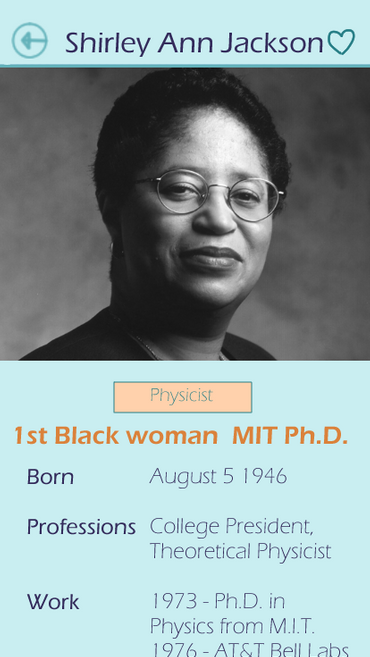 Shirley Ann Jackson
Physicist
1st Black woman MIT Ph.D.
Born August 5 1946
Professions College President,
Theoretical Physicist
Work 1973 - Ph.D. in
Physics from M.I.T.
1976 - AT&T Bell Labs